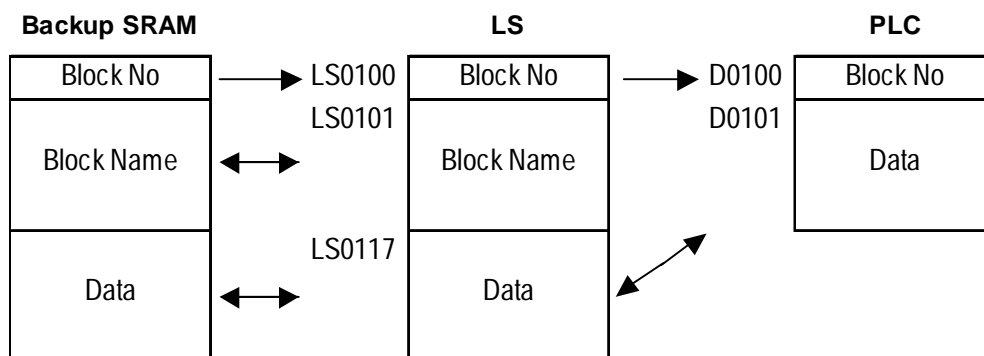 Backup SRAM LS PLC
Block No LS0100 Block No D0100 Block No
LS0101 D0101
Block Name Block Name Data
LS0117
Data Data